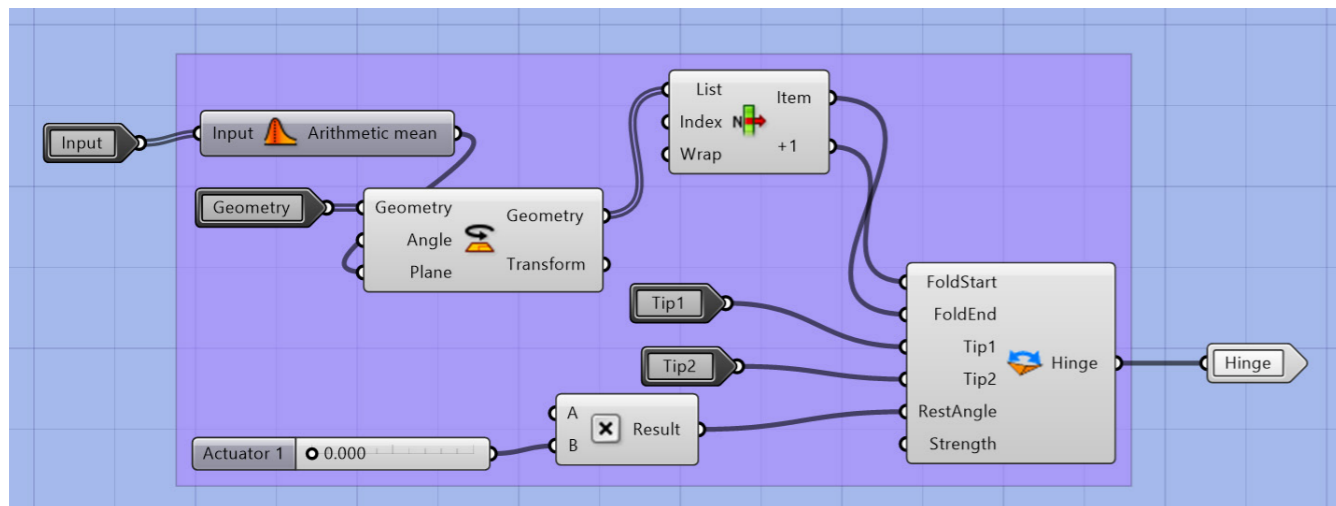 Input
Input
Arithmetic mean
Geometry
Geometry
Angle
Plane
Geometry
Transform
List
Index
Wrap
N
Item
+1
Tip1
Tip2
A
B
Result
Actuator 1
0.000
FoldStart
FoldEnd
Tip1
Tip2
RestAngle
Strength
Hinge
Hinge